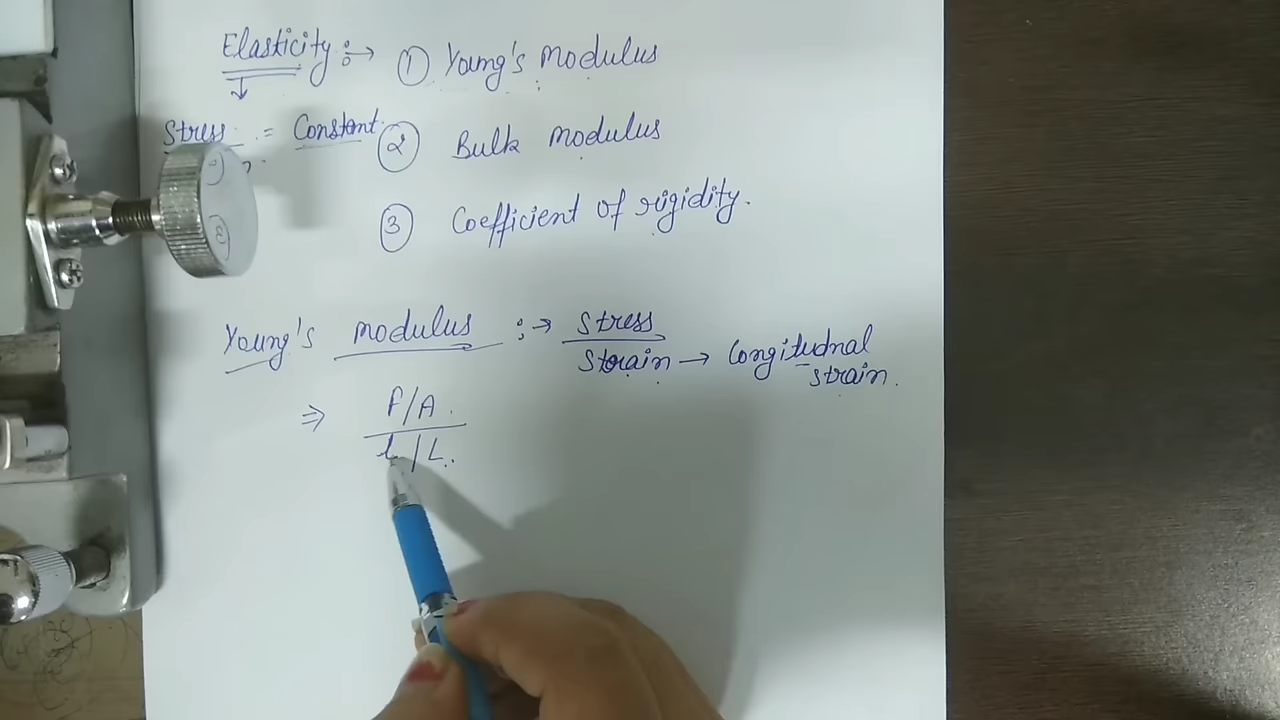 Elasticity :→ ① Young's modulus
↓
Stress = Constant.
② Bulk modulus
③ Coefficient of rigidity.
Young's modulus :→ Stress
Strain → longitudnal
strain.
⇒ F/A.
l/L.